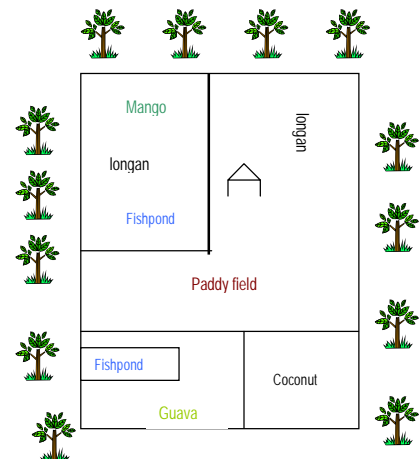 Mango
longan
longan
Fishpond
Paddy field
Fishpond
Coconut
Guava